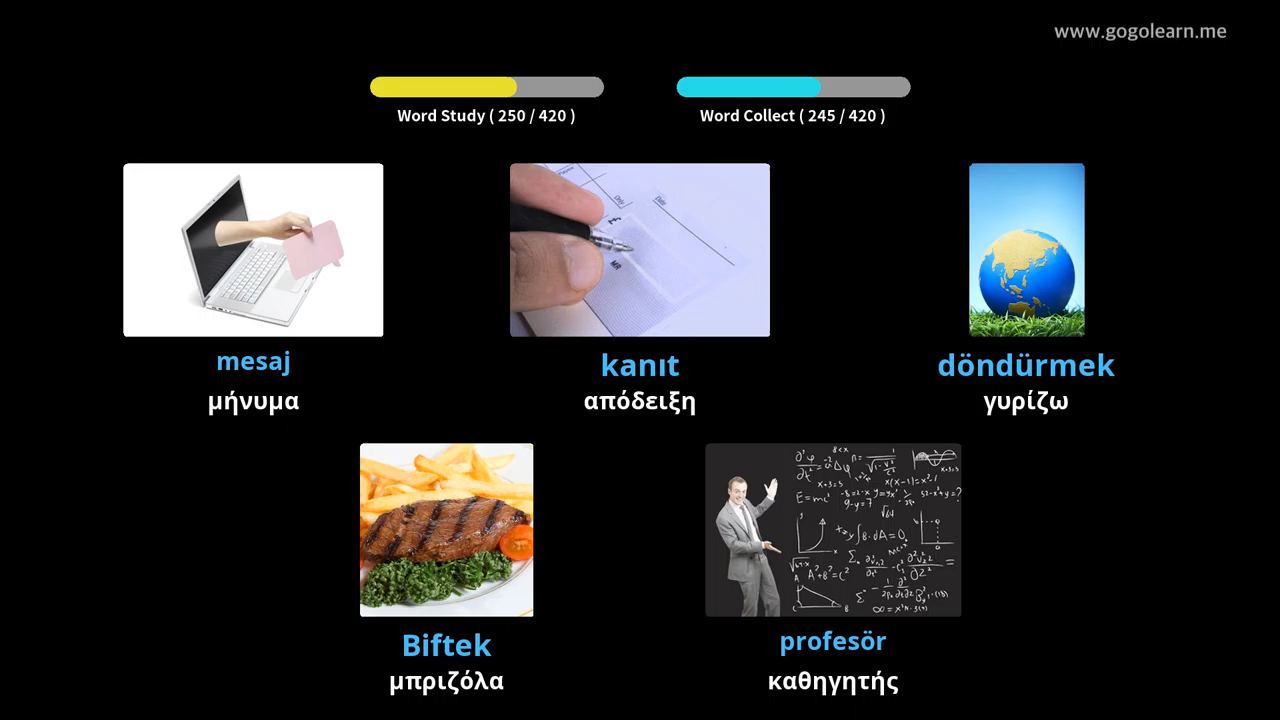 www.gogolearn.me
Word Study ( 250 / 420 )
Word Collect ( 245 / 420 )
mesaj
μήνυμα
kanıt
απόδειξη
döndürmek
γυρίζω
Biftek
μπριζόλα
profesör
καθηγητής